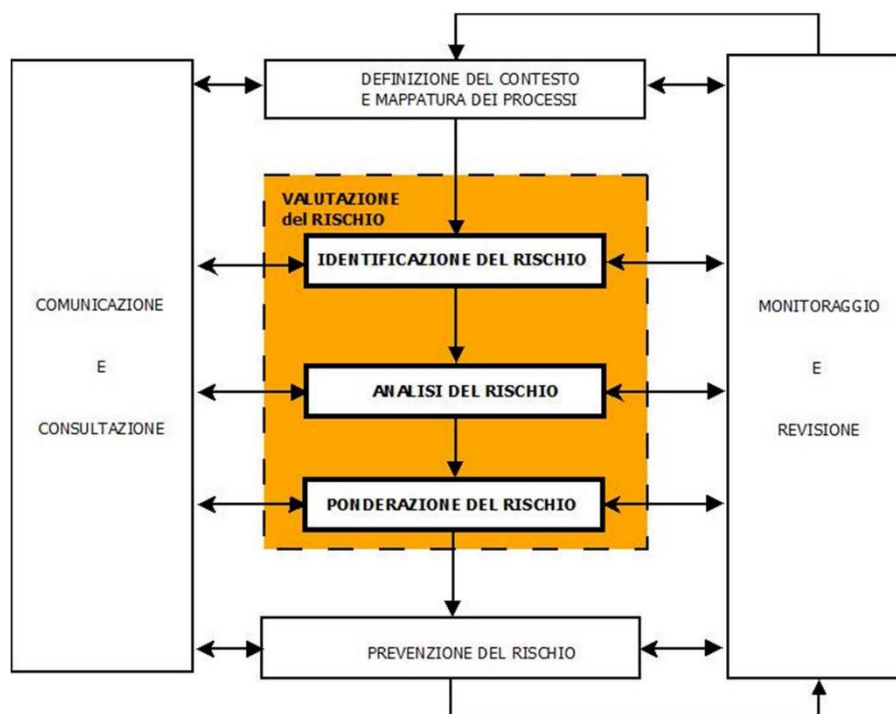 DEFINIZIONE DEL CONTESTO
E MAPPATURA DEI PROCESSI
VALUTAZIONE
del RISCHIO
IDENTIFICAZIONE DEL RISCHIO
COMUNICAZIONE
E
CONSULTAZIONE
ANALISI DEL RISCHIO
MONITORAGGIO
E
REVISIONE
PONDERAZIONE DEL RISCHIO
PREVENZIONE DEL RISCHIO